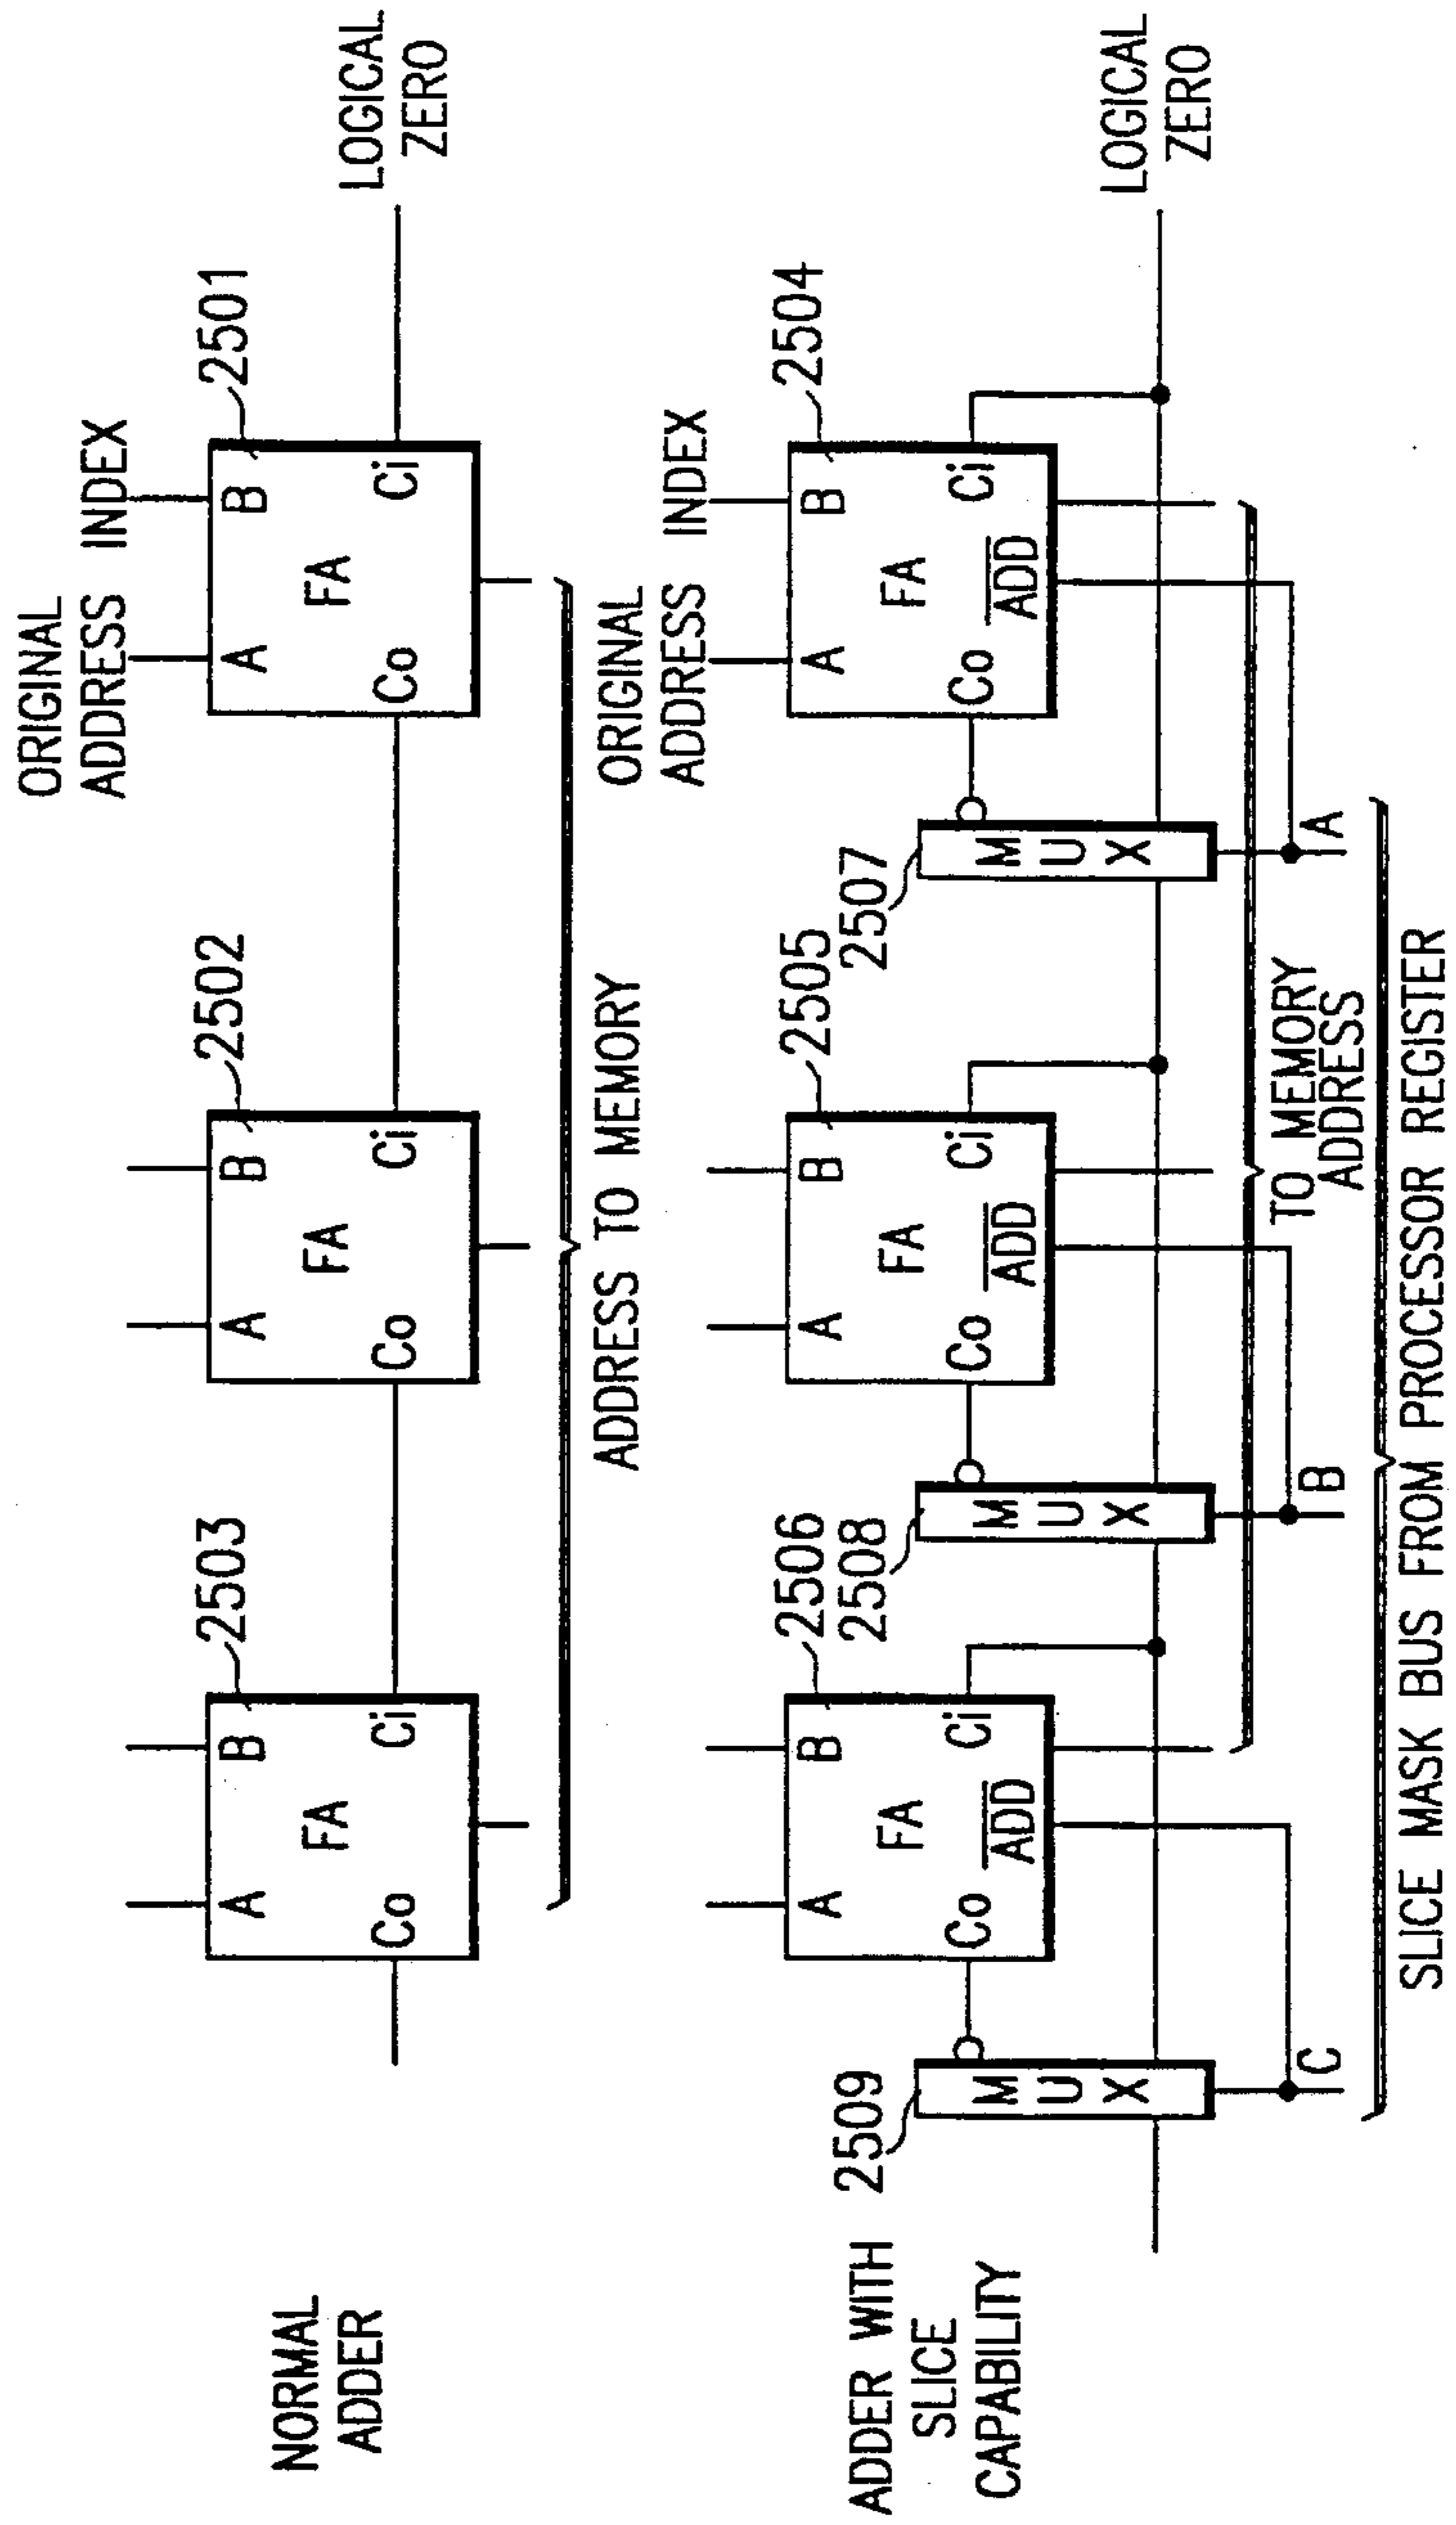 NORMAL
ADDER
ORIGINAL
ADDRESS INDEX
2503
2502
2501
A B
FA
Co Ci
A B
FA
Co Ci
A B
FA
Co Ci
LOGICAL
ZERO
ADDRESS TO MEMORY
ADDER WITH
SLICE
CAPABILITY
ORIGINAL
ADDRESS INDEX
2506
2505
2504
2509
2508
2507
A B
FA
Co ADD Ci
A B
FA
Co ADD Ci
A B
FA
Co ADD Ci
MUX
MUX
MUX
LOGICAL
ZERO
TO MEMORY
ADDRESS
C
B
A
SLICE MASK BUS FROM PROCESSOR REGISTER